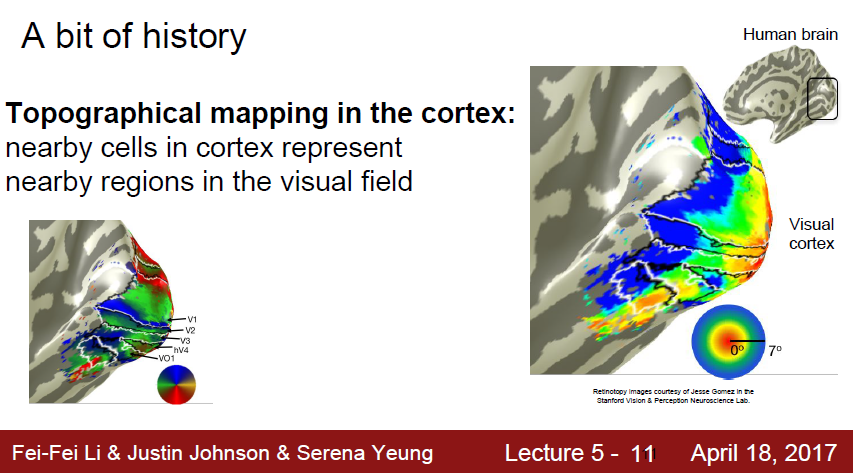 A bit of history
Human brain
Topographical mapping in the cortex:
nearby cells in cortex represent
nearby regions in the visual field
Visual
cortex
V1
V2
V3
hV4
VO1
0º
7º
Retinotopy images courtesy of Jesse Gomez in the
Stanford Vision & Perception Neuroscience Lab.
Fei-Fei Li & Justin Johnson & Serena Yeung
Lecture 5 - 11
April 18, 2017